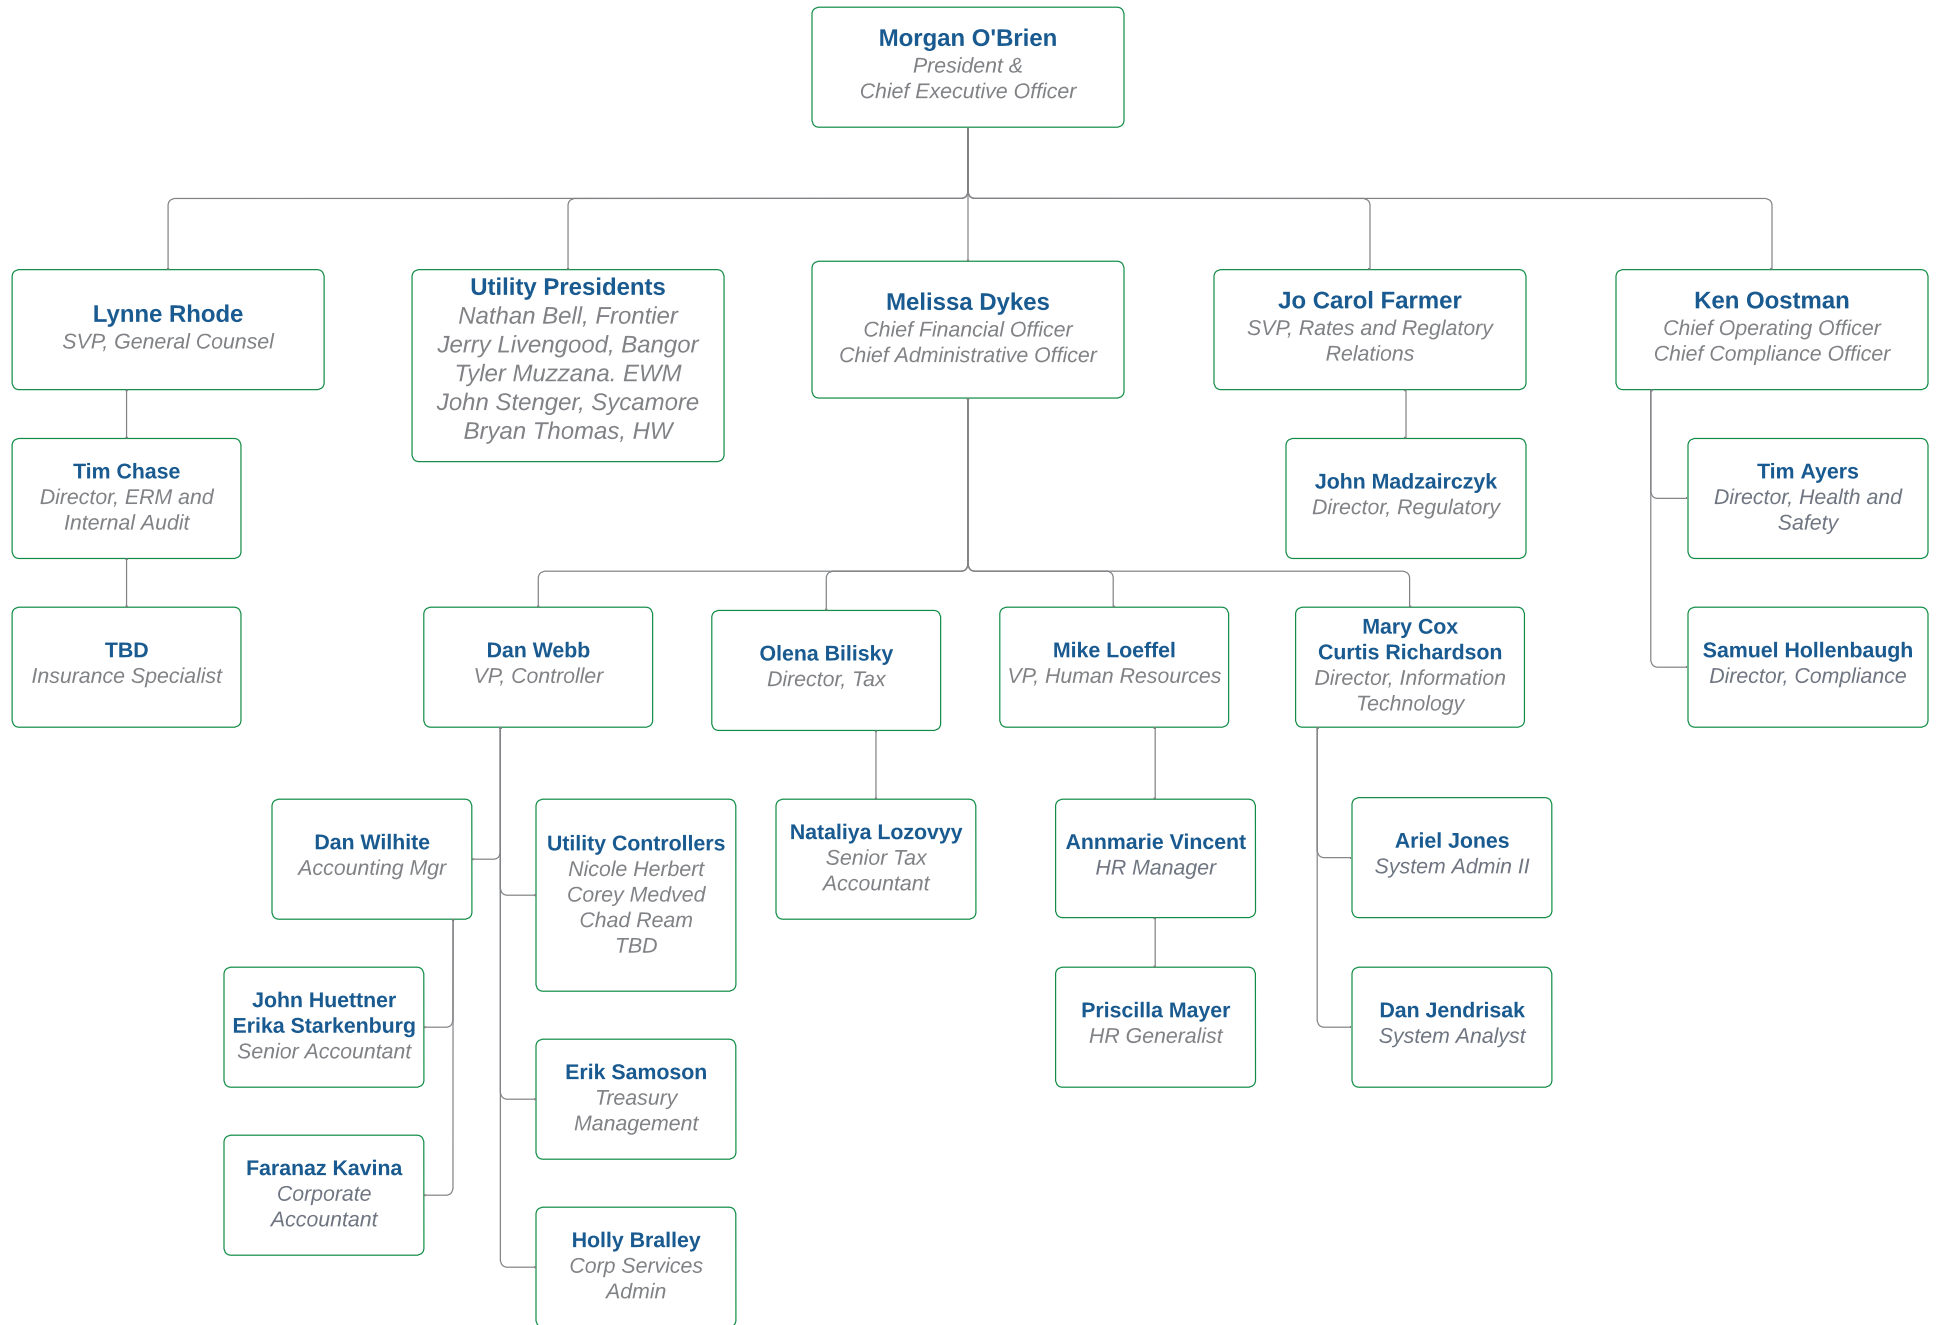 Morgan O'Brien
President &
Chief Executive Officer
Lynne Rhode
SVP, General Counsel
Utility Presidents
Nathan Bell, Frontier
Jerry Livengood, Bangor
Tyler Muzzana. EWM
John Stenger, Sycamore
Bryan Thomas, HW
Melissa Dykes
Chief Financial Officer
Chief Administrative Officer
Jo Carol Farmer
SVP, Rates and Reglatory
Relations
Ken Oostman
Chief Operating Officer
Chief Compliance Officer
Tim Chase
Director, ERM and
Internal Audit
John Madzairczyk
Director, Regulatory
Tim Ayers
Director, Health and
Safety
TBD
Insurance Specialist
Dan Webb
VP, Controller
Olena Bilisky
Director, Tax
Mike Loeffel
VP, Human Resources
Mary Cox
Curtis Richardson
Director, Information
Technology
Samuel Hollenbaugh
Director, Compliance
Dan Wilhite
Accounting Mgr
Utility Controllers
Nicole Herbert
Corey Medved
Chad Ream
TBD
Nataliya Lozovyy
Senior Tax
Accountant
Annmarie Vincent
HR Manager
Ariel Jones
System Admin II
John Huettner
Erika Starkenburg
Senior Accountant
Erik Samoson
Treasury
Management
Priscilla Mayer
HR Generalist
Dan Jendrisak
System Analyst
Faranaz Kavina
Corporate
Accountant
Holly Bralley
Corp Services
Admin